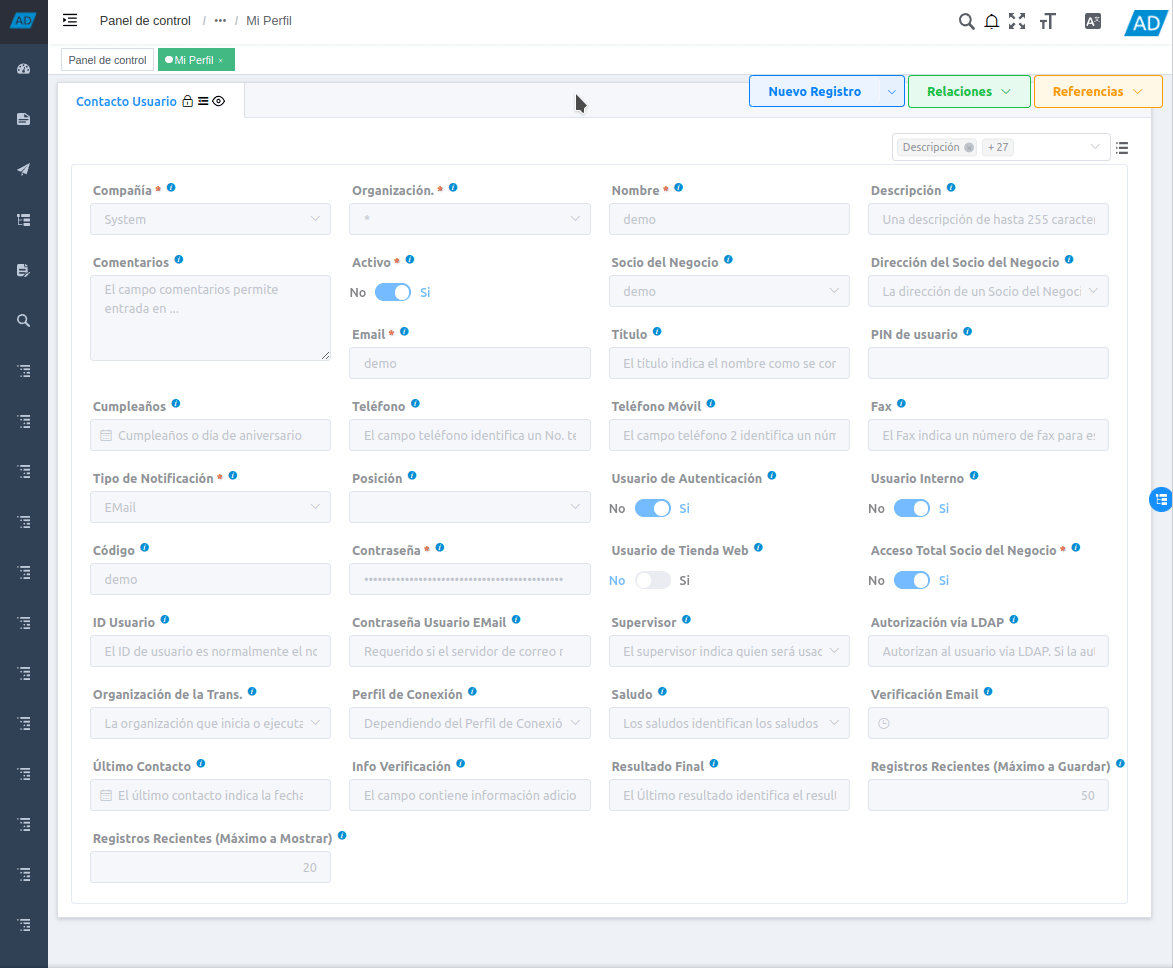 AD
Panel de control / ··· / Mi Perfil
AD
Panel de control
Mi Perfil ×
Contacto Usuario
Nuevo Registro
Relaciones
Referencias
Descripción
+ 27
Compañía * Organización. * Nombre * Descripción
System * demo Una descripción de hasta 255 caracter
Comentarios Activo * Socio del Negocio Dirección del Socio del Negocio
El campo comentarios permite
entrada en ...
No Si demo La dirección de un Socio del Negoci
Email * Título PIN de usuario
demo El título indica el nombre como se cor
Cumpleaños Teléfono Teléfono Móvil Fax
Cumpleaños o día de aniversario El campo teléfono identifica un No. te El campo teléfono 2 identifica un núm El Fax indica un número de fax para es
Tipo de Notificación * Posición Usuario de Autenticación Usuario Interno
EMail No Si No Si
Código Contraseña * Usuario de Tienda Web Acceso Total Socio del Negocio *
demo No Si No Si
ID Usuario Contraseña Usuario EMail Supervisor Autorización vía LDAP
El ID de usuario es normalmente el no Requerido si el servidor de correo r El supervisor indica quien será usac Autorizan al usuario vía LDAP. Si la aut
Organización de la Trans. Perfil de Conexión Saludo Verificación Email
La organización que inicia o ejecuta Dependiendo del Perfil de Conexió Los saludos identifican los saludos
Último Contacto Info Verificación Resultado Final Registros Recientes (Máximo a Guardar)
El último contacto indica la fecha El campo contiene información adicio El Último resultado identifica el resul 50
Registros Recientes (Máximo a Mostrar)
20